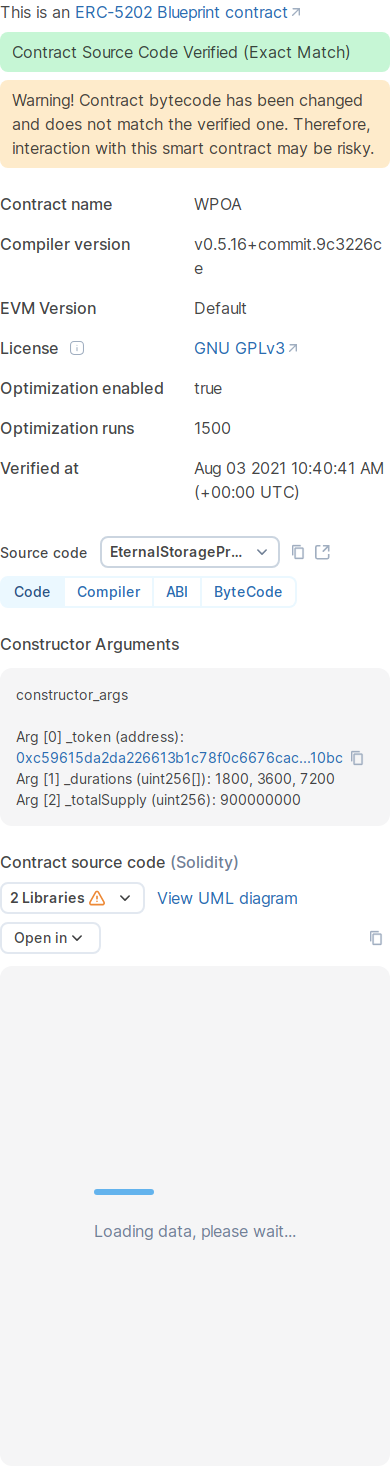 This is an ERC-5202 Blueprint contract
Contract Source Code Verified (Exact Match)
Warning! Contract bytecode has been changed
and does not match the verified one. Therefore,
interaction with this smart contract may be risky.
Contract name WPOA
Compiler version v0.5.16+commit.9c3226c
e
EVM Version Default
License GNU GPLv3
Optimization enabled true
Optimization runs 1500
Verified at Aug 03 2021 10:40:41 AM
(+00:00 UTC)
Source code EternalStoragePr...
Code Compiler ABI ByteCode
Constructor Arguments
constructor_args
Arg [0] _token (address):
0xc59615da2da226613b1c78f0c6676cac...10bc
Arg [1] _durations (uint256[]): 1800, 3600, 7200
Arg [2] _totalSupply (uint256): 900000000
Contract source code (Solidity)
2 Libraries View UML diagram
Open in
Loading data, please wait...